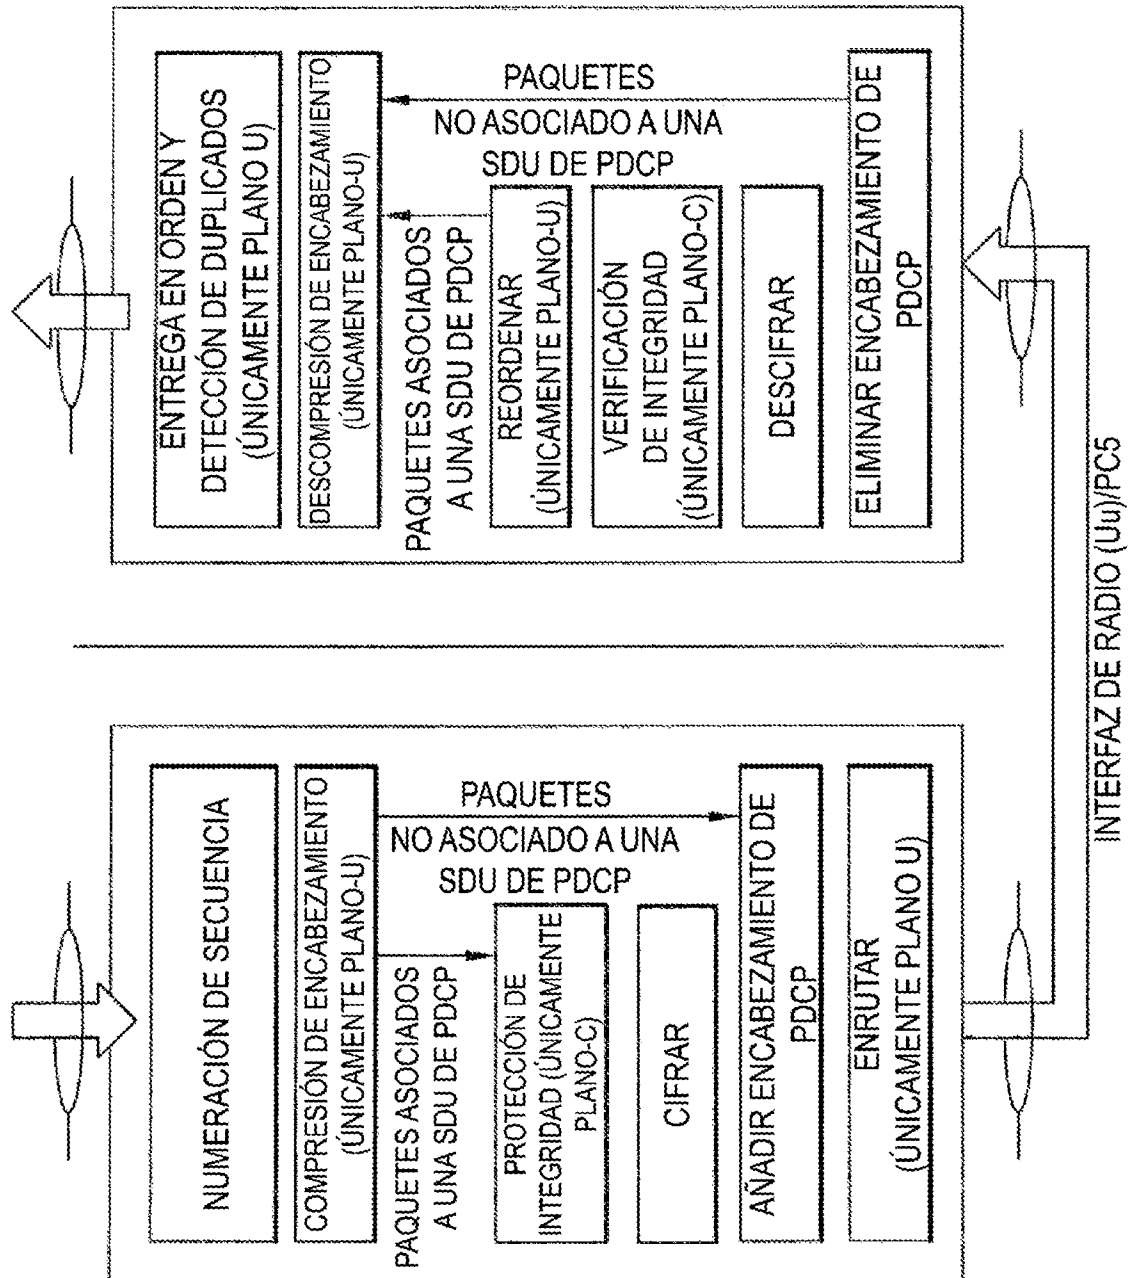 NUMERACIÓN DE SECUENCIA
COMPRESIÓN DE ENCABEZAMIENTO
(ÚNICAMENTE PLANO-U)
PAQUETES ASOCIADOS
A UNA SDU DE PDCP
PAQUETES
NO ASOCIADO A UNA
SDU DE PDCP
PROTECCIÓN DE
INTEGRIDAD (ÚNICAMENTE
PLANO-C)
CIFRAR
AÑADIR ENCABEZAMIENTO DE
PDCP
ENRUTAR
(ÚNICAMENTE PLANO U)
INTERFAZ DE RADIO (Uu)/PC5
ENTREGA EN ORDEN Y
DETECCIÓN DE DUPLICADOS
(ÚNICAMENTE PLANO U)
DESCOMPRESIÓN DE ENCABEZAMIENTO
(ÚNICAMENTE PLANO-U)
PAQUETES ASOCIADOS
A UNA SDU DE PDCP
PAQUETES
NO ASOCIADO A UNA
SDU DE PDCP
REORDENAR
(ÚNICAMENTE PLANO-U)
VERIFICACIÓN
DE INTEGRIDAD
(ÚNICAMENTE PLANO-C)
DESCIFRAR
ELIMINAR ENCABEZAMIENTO DE
PDCP